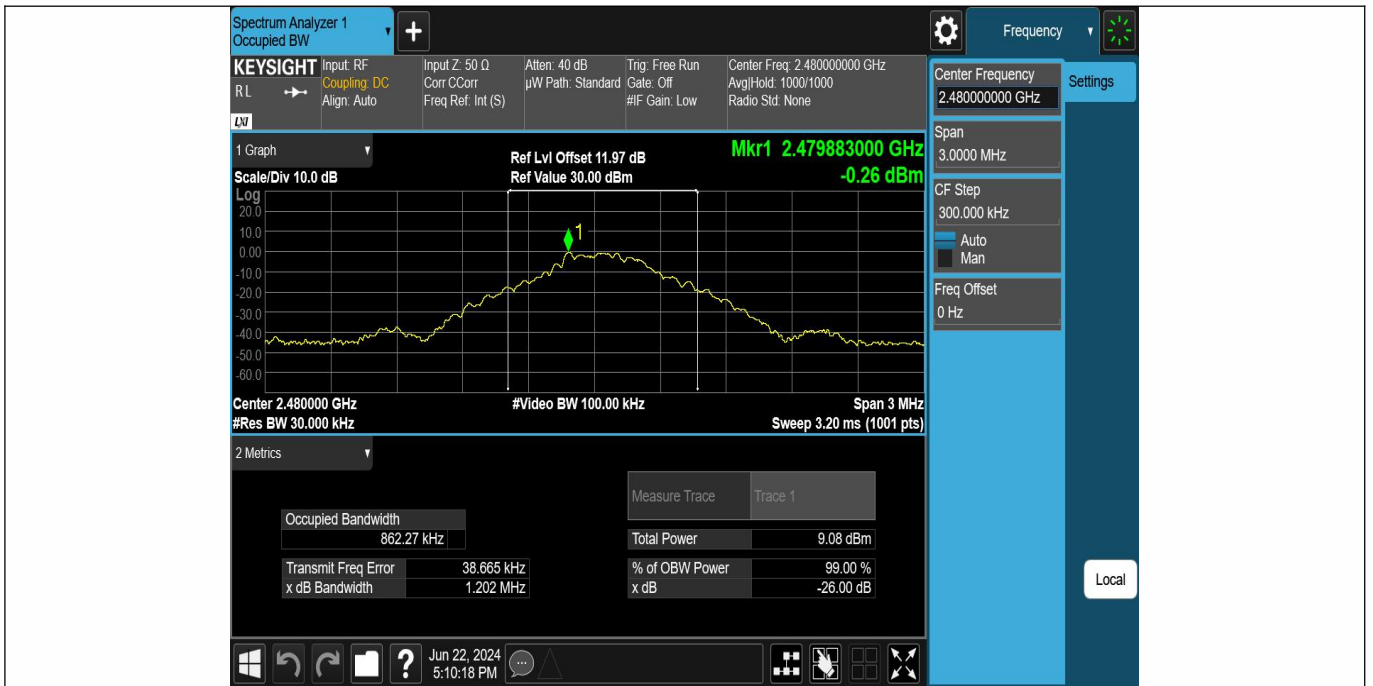 Spectrum Analyzer 1
Occupied BW
+
Frequency
KEYSIGHT
RL
LXI
Input: RF
Coupling: DC
Align: Auto
Input Z: 50 Ω
Corr CCorr
Freq Ref: Int (S)
Atten: 40 dB
µW Path: Standard
Trig: Free Run
Gate: Off
#IF Gain: Low
Center Freq: 2.480000000 GHz
Avg|Hold: 1000/1000
Radio Std: None
Center Frequency
2.480000000 GHz
Settings
Span
3.0000 MHz
CF Step
300.000 kHz
Auto
Man
Freq Offset
0 Hz
Local
1 Graph
Scale/Div 10.0 dB
Ref Lvl Offset 11.97 dB
Ref Value 30.00 dBm
Mkr1 2.479883000 GHz
-0.26 dBm
Log
20.0
10.0
0.00
-10.0
-20.0
-30.0
-40.0
-50.0
-60.0
1
Center 2.480000 GHz
#Res BW 30.000 kHz
#Video BW 100.00 kHz
Span 3 MHz
Sweep 3.20 ms (1001 pts)
2 Metrics
Measure Trace Trace 1
Occupied Bandwidth
862.27 kHz
Total Power 9.08 dBm
Transmit Freq Error 38.665 kHz
% of OBW Power 99.00 %
x dB Bandwidth 1.202 MHz
x dB -26.00 dB
?
Jun 22, 2024
5:10:18 PM